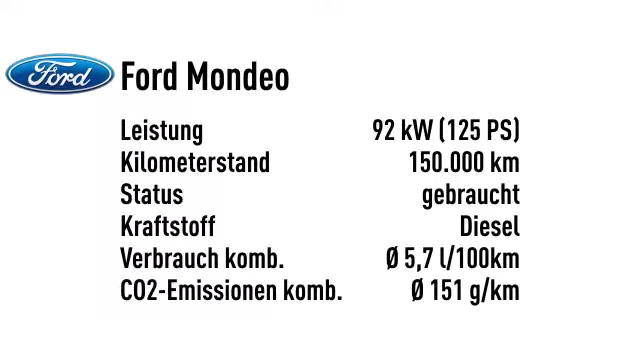 Ford Ford Mondeo
Leistung 92 kW (125 PS)
Kilometerstand 150.000 km
Status gebraucht
Kraftstoff Diesel
Verbrauch komb. Ø 5,7 l/100km
CO2-Emissionen komb. Ø 151 g/km